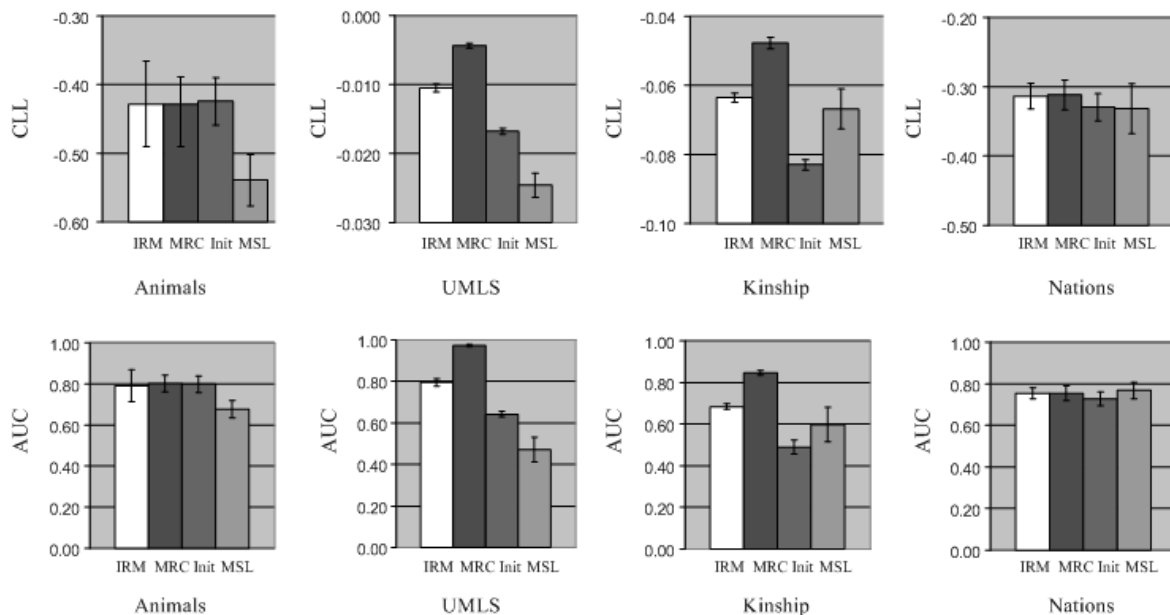 -0.30
-0.40
-0.50
-0.60
CLL
IRM MRC Init MSL
Animals
0.000
-0.010
-0.020
-0.030
CLL
IRM MRC Init MSL
UMLS
-0.04
-0.06
-0.08
-0.10
CLL
IRM MRC Init MSL
Kinship
-0.20
-0.30
-0.40
-0.50
CLL
IRM MRC Init MSL
Nations
1.00
0.80
0.60
0.40
0.20
0.00
AUC
IRM MRC Init MSL
Animals
1.00
0.80
0.60
0.40
0.20
0.00
AUC
IRM MRC Init MSL
UMLS
1.00
0.80
0.60
0.40
0.20
0.00
AUC
IRM MRC Init MSL
Kinship
1.00
0.80
0.60
0.40
0.20
0.00
AUC
IRM MRC Init MSL
Nations